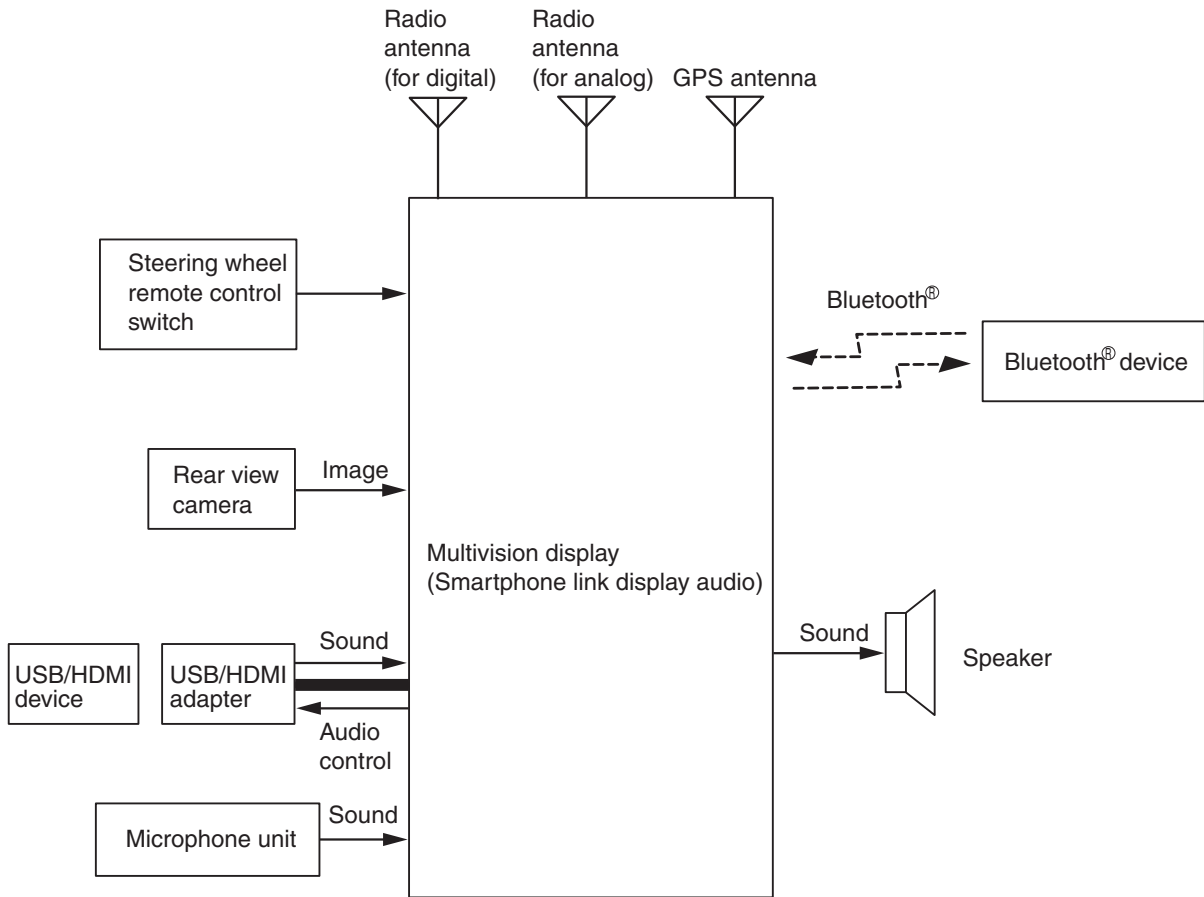 Radio
antenna
(for digital)
Radio
antenna
(for analog)
GPS antenna
Steering wheel
remote control
switch
Bluetooth®
Bluetooth® device
Rear view
camera
Image
Multivision display
(Smartphone link display audio)
Sound
Speaker
USB/HDMI
device
USB/HDMI
adapter
Sound
Audio
control
Microphone unit
Sound